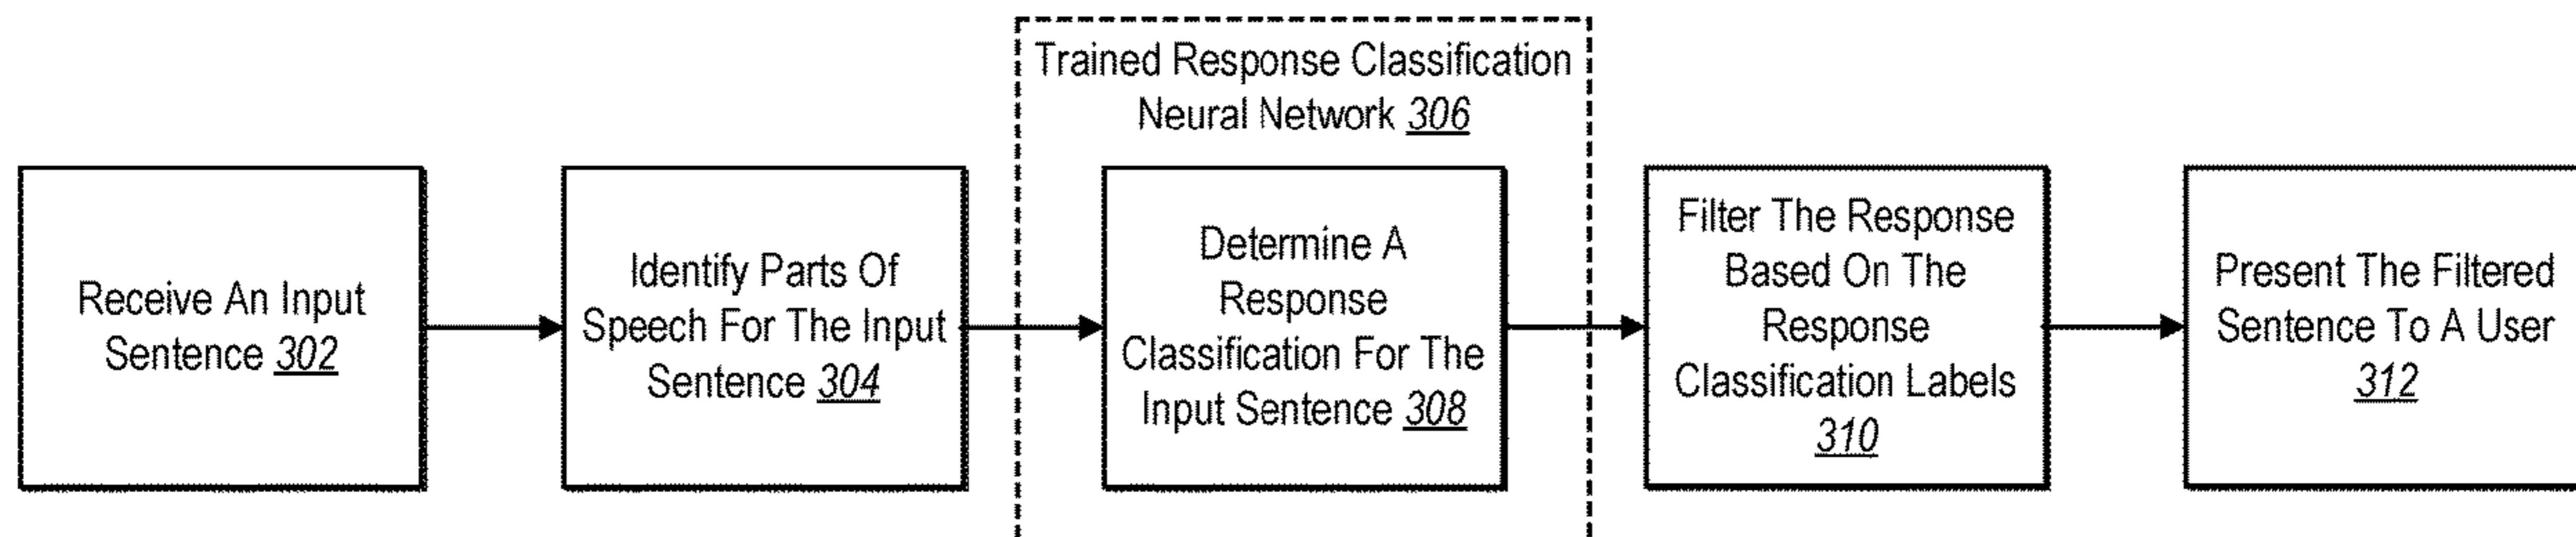 Receive An Input
Sentence 302
Identify Parts Of
Speech For The Input
Sentence 304
Trained Response Classification
Neural Network 306
Determine A
Response
Classification For The
Input Sentence 308
Filter The Response
Based On The
Response
Classification Labels
310
Present The Filtered
Sentence To A User
312